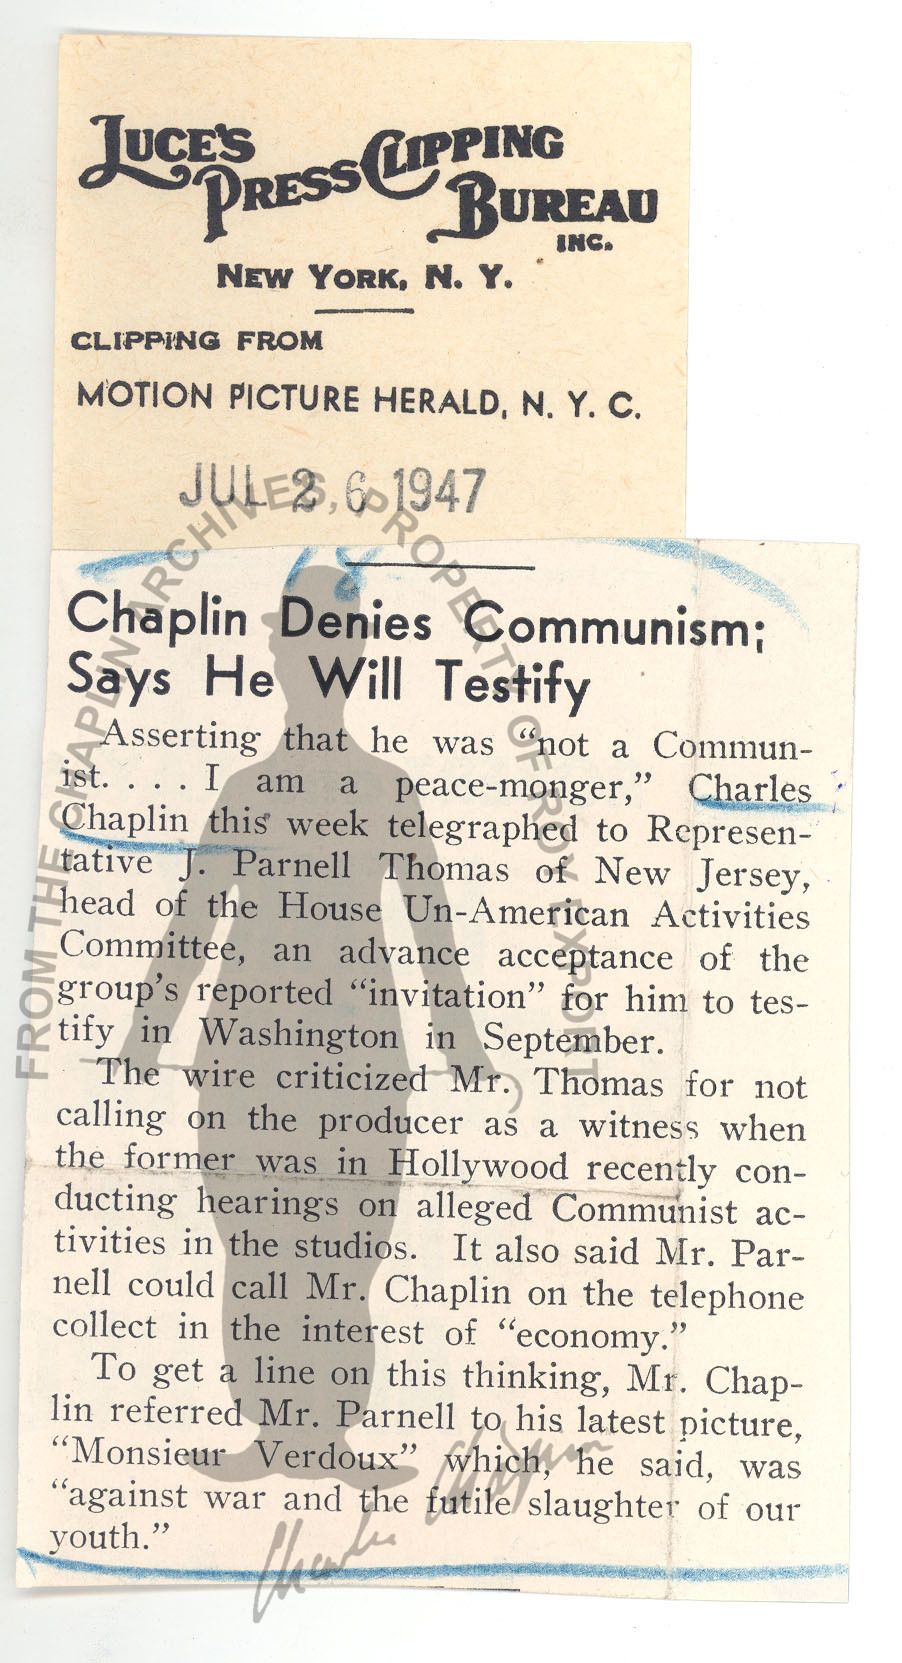 LUCE'S
PRESS CLIPPING
BUREAU
INC.
NEW YORK, N. Y.
CLIPPING FROM
MOTION PICTURE HERALD, N. Y. C.
JUL 26 1947
18
FROM THE CHAPLIN ARCHIVES, PROPERTY OF ROY EXPORT
Chaplin Denies Communism;
Says He Will Testify
Asserting that he was “not a Commun-
ist. . . . I am a peace-monger,” Charles
Chaplin this week telegraphed to Represen-
tative J. Parnell Thomas of New Jersey,
head of the House Un-American Activities
Committee, an advance acceptance of the
group’s reported “invitation” for him to tes-
tify in Washington in September.
The wire criticized Mr. Thomas for not
calling on the producer as a witness when
the former was in Hollywood recently con-
ducting hearings on alleged Communist ac-
tivities in the studios. It also said Mr. Par-
nell could call Mr. Chaplin on the telephone
collect in the interest of “economy.”
To get a line on this thinking, Mr. Chap-
lin referred Mr. Parnell to his latest picture,
“Monsieur Verdoux” which, he said, was
“against war and the futile slaughter of our
youth.”
Charlie Chaplin